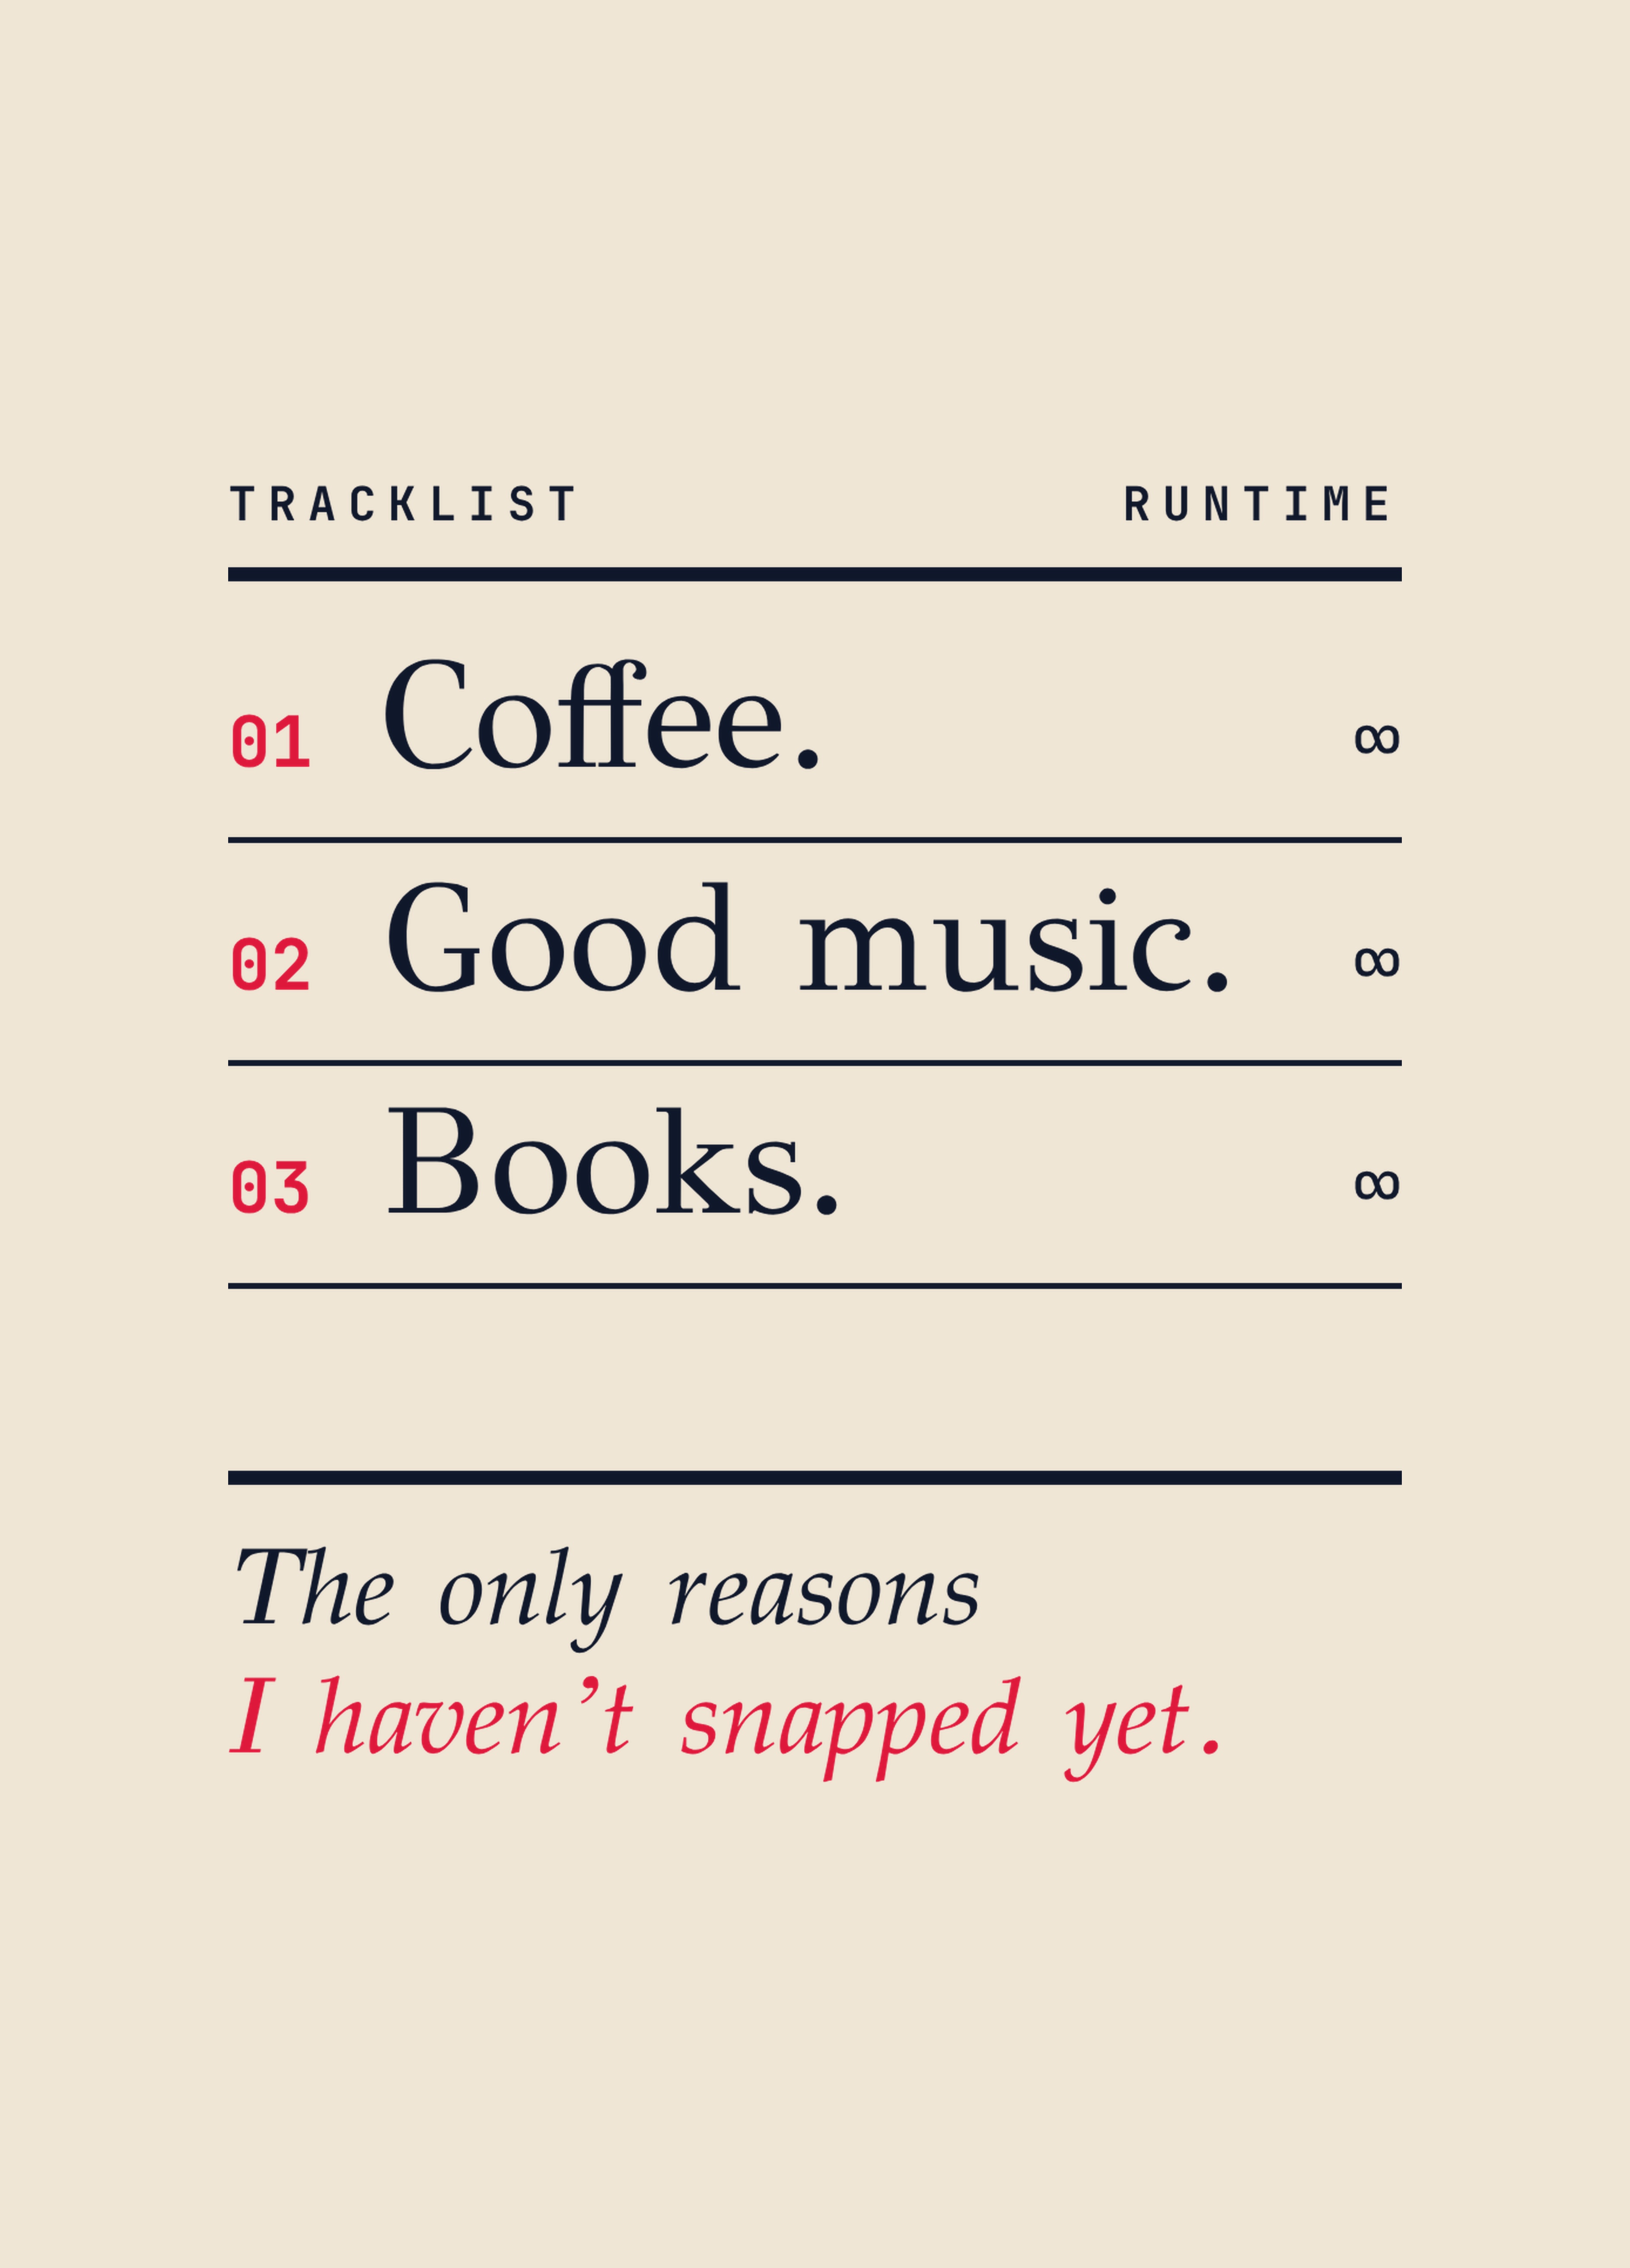 TRACKLIST RUNTIME
01 Coffee. ∞
02 Good music. ∞
03 Books. ∞
The only reasons
I haven’t snapped yet.